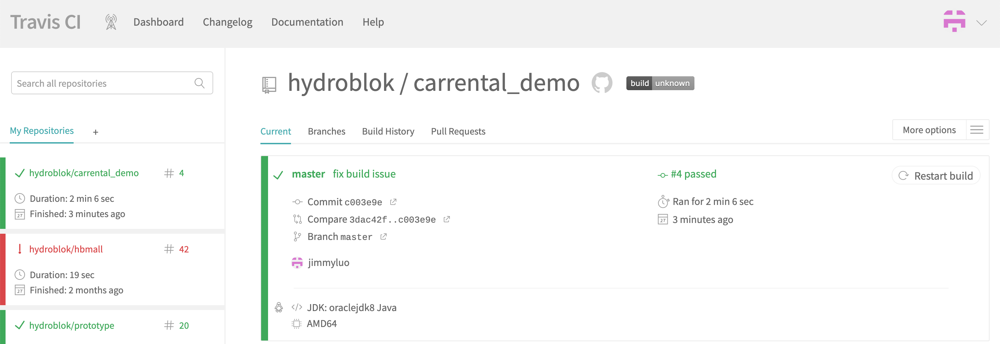 Travis CI Dashboard Changelog Documentation Help
Search all repositories
My Repositories +
hydroblok/carrental_demo # 4
Duration: 2 min 6 sec
27 Finished: 3 minutes ago
! hydroblok/hbmall # 42
Duration: 19 sec
27 Finished: 2 months ago
hydroblok/prototype # 20
hydroblok / carrental_demo build unknown
Current Branches Build History Pull Requests More options
master fix build issue #4 passed Restart build
Commit c003e9e Ran for 2 min 6 sec
Compare 3dac42f..c003e9e 27 3 minutes ago
Branch master
jimmyluo
</> JDK: oraclejdk8 Java
AMD64